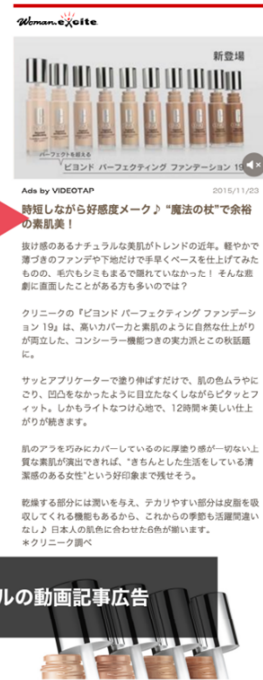 Woman.excite
新登場
パーフェクトを超える
ビヨンド パーフェクティング ファンデーション 19
Ads by VIDEOTAP
2015/11/23
時短しながら好感度メーク♪ “魔法の杖”で余裕
の素肌美！
抜け感のあるナチュラルな美肌がトレンドの近年。軽やかで
薄づきのファンデや下地だけで手早くベースを仕上げてみた
ものの、毛穴もシミもまるで隠れていなかった！ そんな悲
劇に直面したことがある方も多いのでは？
クリニークの『ビヨンド パーフェクティング ファンデーシ
ョン 19』は、高いカバー力と素肌のように自然な仕上がり
が両立した、コンシーラー機能つきの実力派とこの秋話題
に。
サッとアプリケーターで塗り伸ばすだけで、肌の色ムラやに
ごり、凹凸をなかったように目立たなくしながらピタッとフ
ィット。しかもライトなつけ心地で、12時間＊美しい仕上
がりが続きます。
肌のアラを巧みにカバーしているのに厚塗り感が一切ない上
質な素肌が演出できれば、“きちんとした生活をしている清
潔感のある女性”という好印象まで残せそう。
乾燥する部分には潤いを与え、テカリやすい部分は皮脂を吸
収してくれる機能もあるから、これからの季節も活躍間違い
なし♪ 日本人の肌色に合わせた6色が揃います。
＊クリニーク調べ
ルの動画記事広告